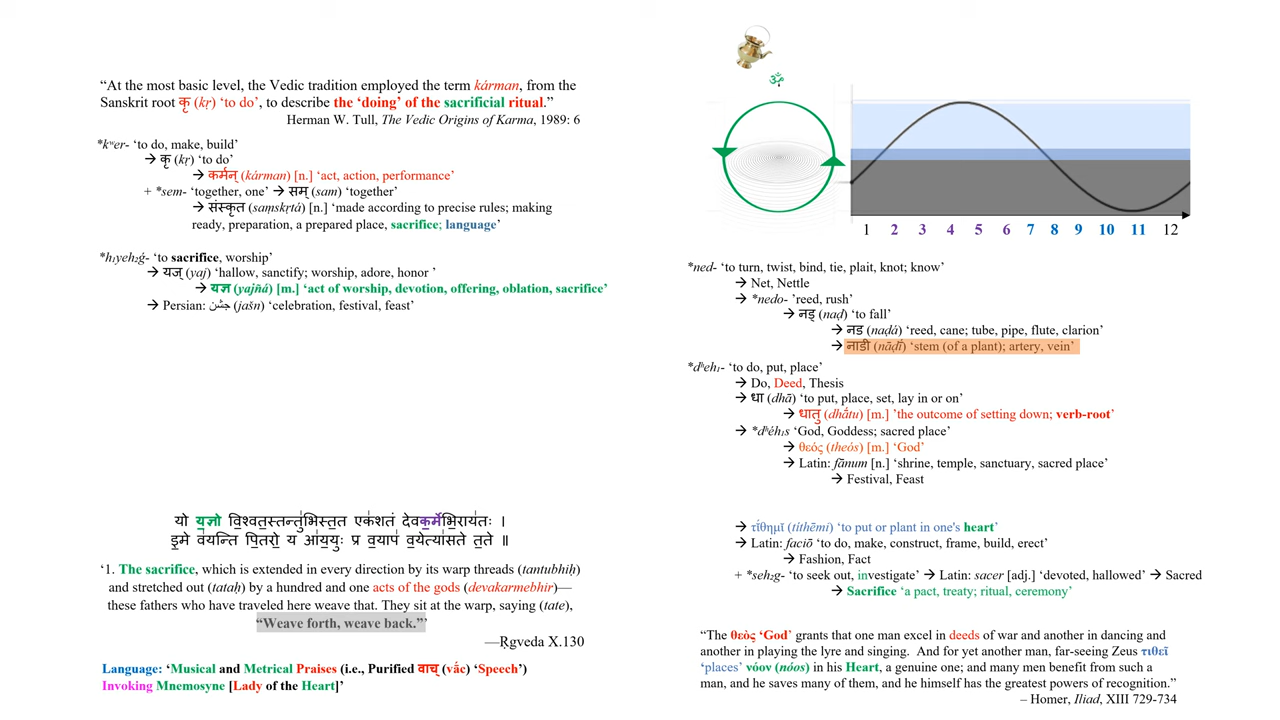 “At the most basic level, the Vedic tradition employed the term kárman, from the
Sanskrit root कृ (kṛ) ‘to do’, to describe the ‘doing’ of the sacrificial ritual.”
Herman W. Tull, The Vedic Origins of Karma, 1989: 6
*kʷer- ‘to do, make, build’
→ कृ (kṛ) ‘to do’
→ कर्मन् (kárman) [n.] ‘act, action, performance’
+ *sem- ‘together, one’ → सम् (sam) ‘together’
→ संस्कृत (saṃskṛtá) [n.] ‘made according to precise rules; making
ready, preparation, a prepared place, sacrifice; language’
*h₁yeh₂ǵ- ‘to sacrifice, worship’
→ यज् (yaj) ‘hallow, sanctify; worship, adore, honor ’
→ यज्ञ (yajñá) [m.] ‘act of worship, devotion, offering, oblation, sacrifice’
→ Persian: جشن (jašn) ‘celebration, festival, feast’
यो य॒ज्ञो वि॒श्वत॒स्तन्तु॑भिस्त॒त एक॑शतं देवक॒र्मेभि॒राय॑तः ।
इ॒मे व॑यन्ति पि॒तरो॒ य आ॑य॒युः प्र व॒याप॑ व॒येत्या॑सते त॒ते ॥
‘1. The sacrifice, which is extended in every direction by its warp threads (tantubhiḥ)
and stretched out (tataḥ) by a hundred and one acts of the gods (devakarmebhir)—
these fathers who have traveled here weave that. They sit at the warp, saying (tate),
“Weave forth, weave back.”’
—Ṛgveda X.130
Language: ‘Musical and Metrical Praises (i.e., Purified वाच् (vā́c) ‘Speech’)
Invoking Mnemosyne [Lady of the Heart]’
ॐ
1 2 3 4 5 6 7 8 9 10 11 12
*ned- ‘to turn, twist, bind, tie, plait, knot; know’
→ Net, Nettle
→ *nedo- ’reed, rush’
→ नड् (naḍ) ‘to fall’
→ नड (naḍá) ‘reed, cane; tube, pipe, flute, clarion’
→ नाडी (nāḍī́) ‘stem (of a plant); artery, vein’
*dʰeh₁- ‘to do, put, place’
→ Do, Deed, Thesis
→ धा (dhā) ‘to put, place, set, lay in or on’
→ धातु (dhā́tu) [m.] ’the outcome of setting down; verb-root’
→ *dʰéh₁s ‘God, Goddess; sacred place’
→ θεός (theós) [m.] ‘God’
→ Latin: fānum [n.] ‘shrine, temple, sanctuary, sacred place’
→ Festival, Feast
→ τῐ́θημῐ (títhēmi) ‘to put or plant in one's heart’
→ Latin: faciō ‘to do, make, construct, frame, build, erect’
→ Fashion, Fact
+ *seh₂g- ‘to seek out, investigate’ → Latin: sacer [adj.] ‘devoted, hallowed’ → Sacred
→ Sacrifice ‘a pact, treaty; ritual, ceremony’
“The θεὸς ‘God’ grants that one man excel in deeds of war and another in dancing and
another in playing the lyre and singing. And for yet another man, far-seeing Zeus τιθεῖ
‘places’ νόον (nóos) in his Heart, a genuine one; and many men benefit from such a
man, and he saves many of them, and he himself has the greatest powers of recognition.”
– Homer, Iliad, XIII 729-734